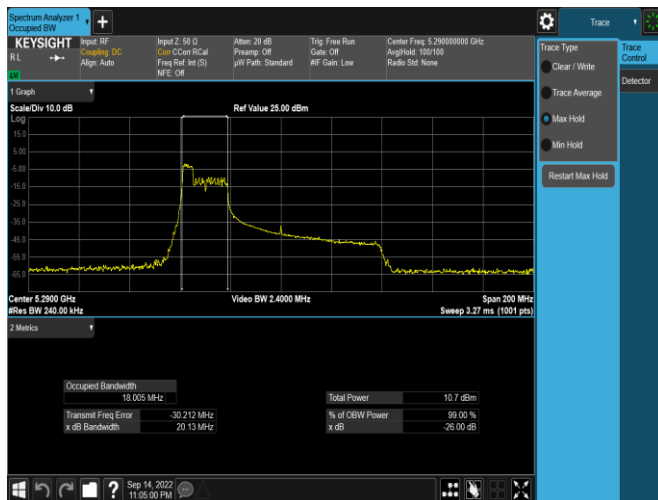 Spectrum Analyzer 1
Occupied BW
+
Trace
KEYSIGHT
R L
Input: RF
Coupling: DC
Align: Auto
Input Z: 50 Ω
Corr CCorr RCal
Freq Ref: Int (S)
NFE: Off
Atten: 20 dB
Preamp: Off
µW Path: Standard
Trig: Free Run
Gate: Off
#IF Gain: Low
Center Freq: 5.290000000 GHz
Avg|Hold: 100/100
Radio Std: None
1 Graph
Scale/Div 10.0 dB
Ref Value 25.00 dBm
Log
15.0
5.00
-5.00
-15.0
-25.0
-35.0
-45.0
-55.0
-65.0
Center 5.2900 GHz
#Res BW 240.00 kHz
Video BW 2.4000 MHz
Span 200 MHz
Sweep 3.27 ms (1001 pts)
2 Metrics
Occupied Bandwidth
18.005 MHz
Transmit Freq Error -30.212 MHz
x dB Bandwidth 20.13 MHz
Total Power 10.7 dBm
% of OBW Power 99.00 %
x dB -26.00 dB
Trace Type
Clear / Write
Trace Average
Max Hold
Min Hold
Restart Max Hold
Trace
Control
Detector
?
Sep 14, 2022
11:05:00 PM